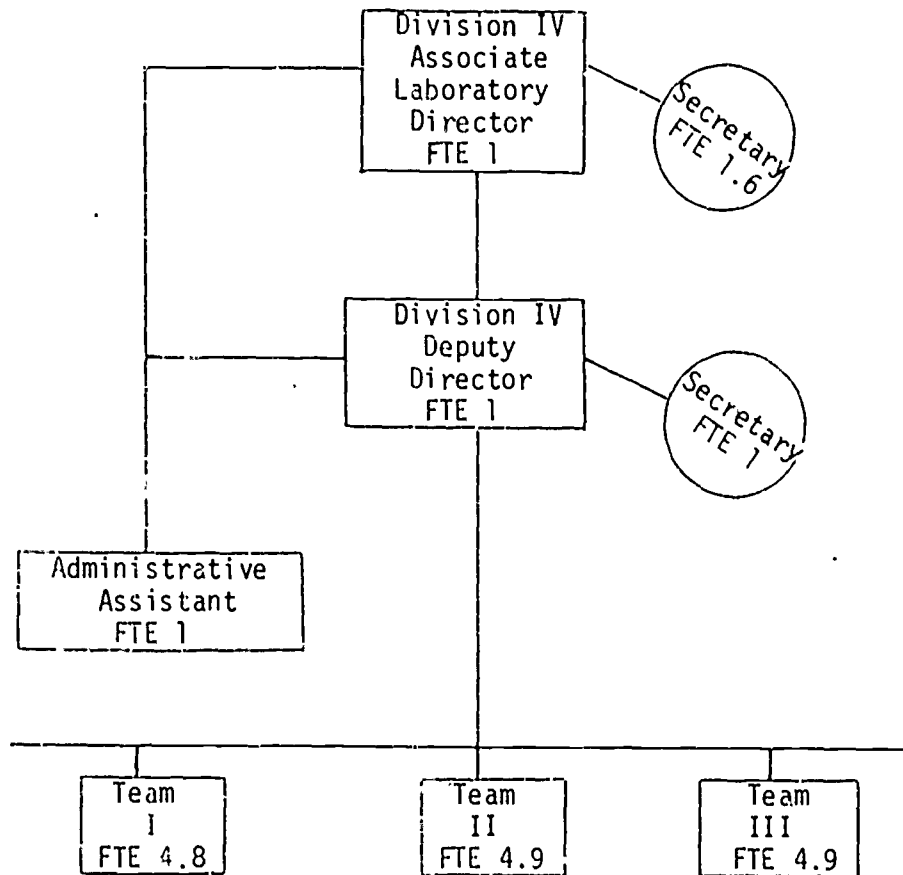 Division IV
Associate
Laboratory
Director
FTE 1
Secretary
FTE 1.6
Division IV
Deputy
Director
FTE 1
Secretary
FTE 1
Administrative
Assistant
FTE 1
Team
I
FTE 4.8
Team
II
FTE 4.9
Team
III
FTE 4.9